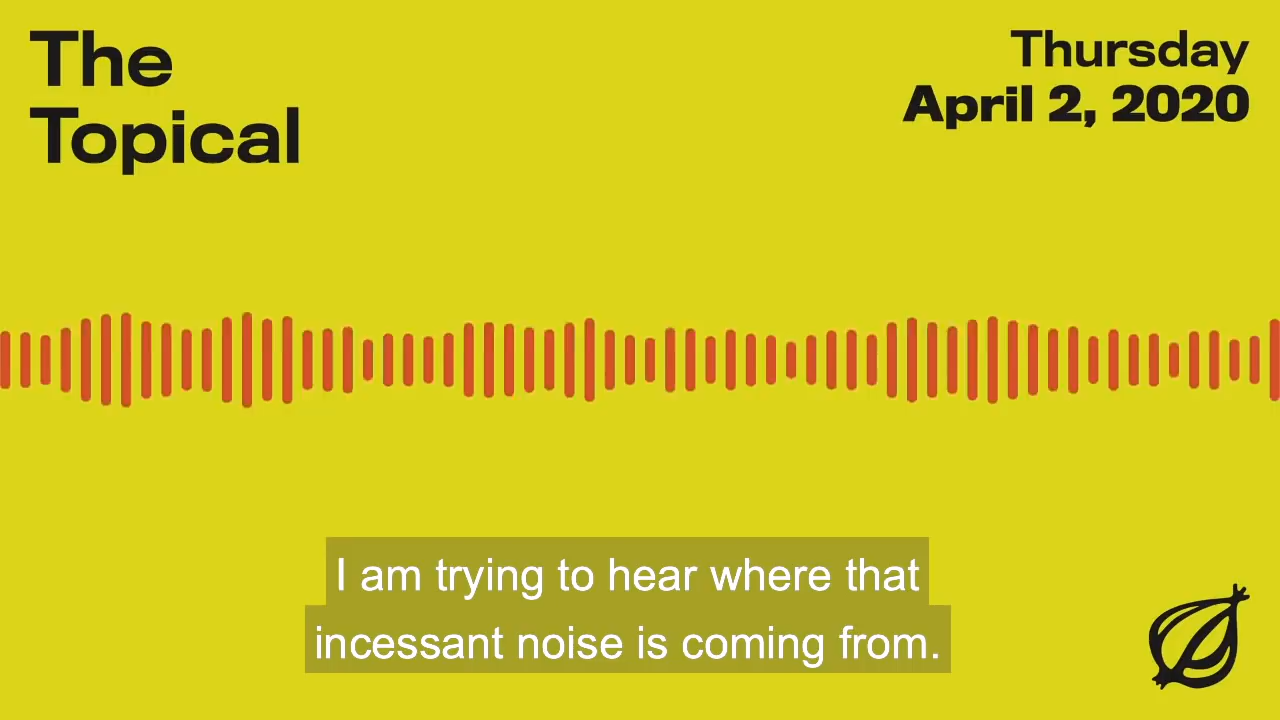 The
Topical
Thursday
April 2, 2020
I am trying to hear where that
incessant noise is coming from.